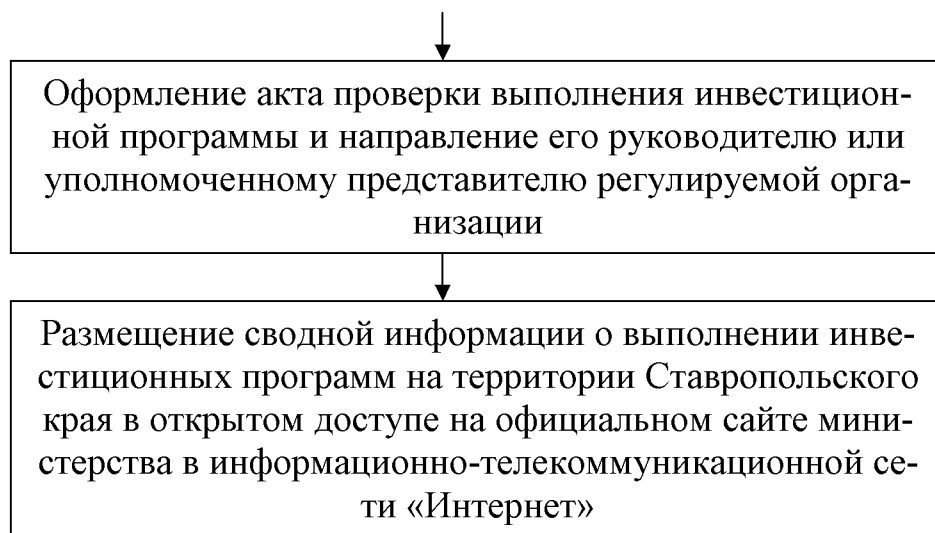 Оформление акта проверки выполнения инвестицион-
ной программы и направление его руководителю или
уполномоченному представителю регулируемой орга-
низации
Размещение сводной информации о выполнении инве-
стиционных программ на территории Ставропольского
края в открытом доступе на официальном сайте мини-
стерства в информационно-телекоммуникационной се-
ти «Интернет»